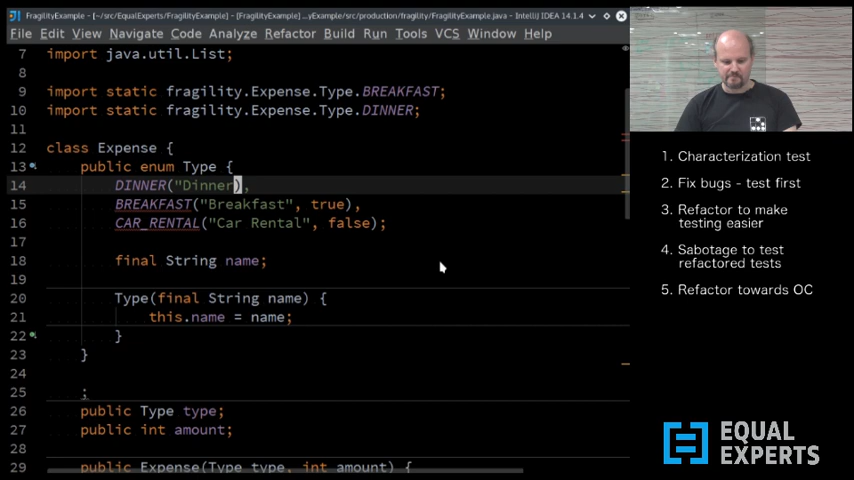 FragilityExample - [~/src/EqualExperts/FragilityExample] - [FragilityExample] ...yExample/src/production/fragility/FragilityExample.java - IntelliJ IDEA 14.1.4
File Edit View Navigate Code Analyze Refactor Build Run Tools VCS Window Help
7 import java.util.List;
8
9 import static fragility.Expense.Type.BREAKFAST;
10 import static fragility.Expense.Type.DINNER;
11
12 class Expense {
13 public enum Type {
14 DINNER("Dinner),
15 BREAKFAST("Breakfast", true),
16 CAR_RENTAL("Car Rental", false);
17
18 final String name;
19
20 Type(final String name) {
21 this.name = name;
22 }
23 }
24
25 ;
26 public Type type;
27 public int amount;
28
29 public Expense(Type type, int amount) {
1. Characterization test
2. Fix bugs - test first
3. Refactor to make
testing easier
4. Sabotage to test
refactored tests
5. Refactor towards OC
EQUAL
EXPERTS